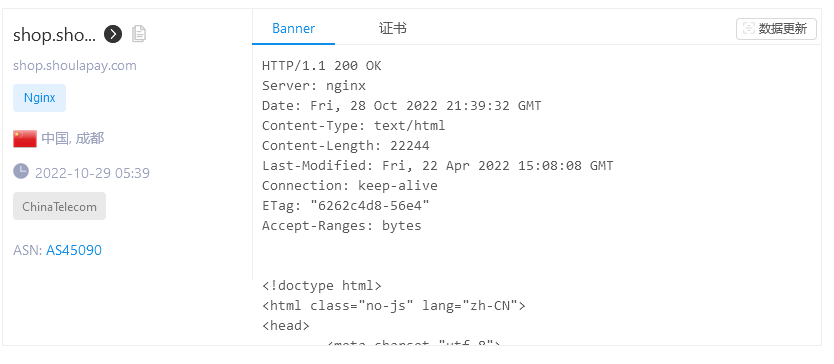 shop.sho...
shop.shoulapay.com
Nginx
中国, 成都
2022-10-29 05:39
ChinaTelecom
ASN: AS45090
Banner
证书
数据更新
HTTP/1.1 200 OK
Server: nginx
Date: Fri, 28 Oct 2022 21:39:32 GMT
Content-Type: text/html
Content-Length: 22244
Last-Modified: Fri, 22 Apr 2022 15:08:08 GMT
Connection: keep-alive
ETag: "6262c4d8-56e4"
Accept-Ranges: bytes
<!doctype html>
<html class="no-js" lang="zh-CN">
<head>
<meta charset="utf-8">